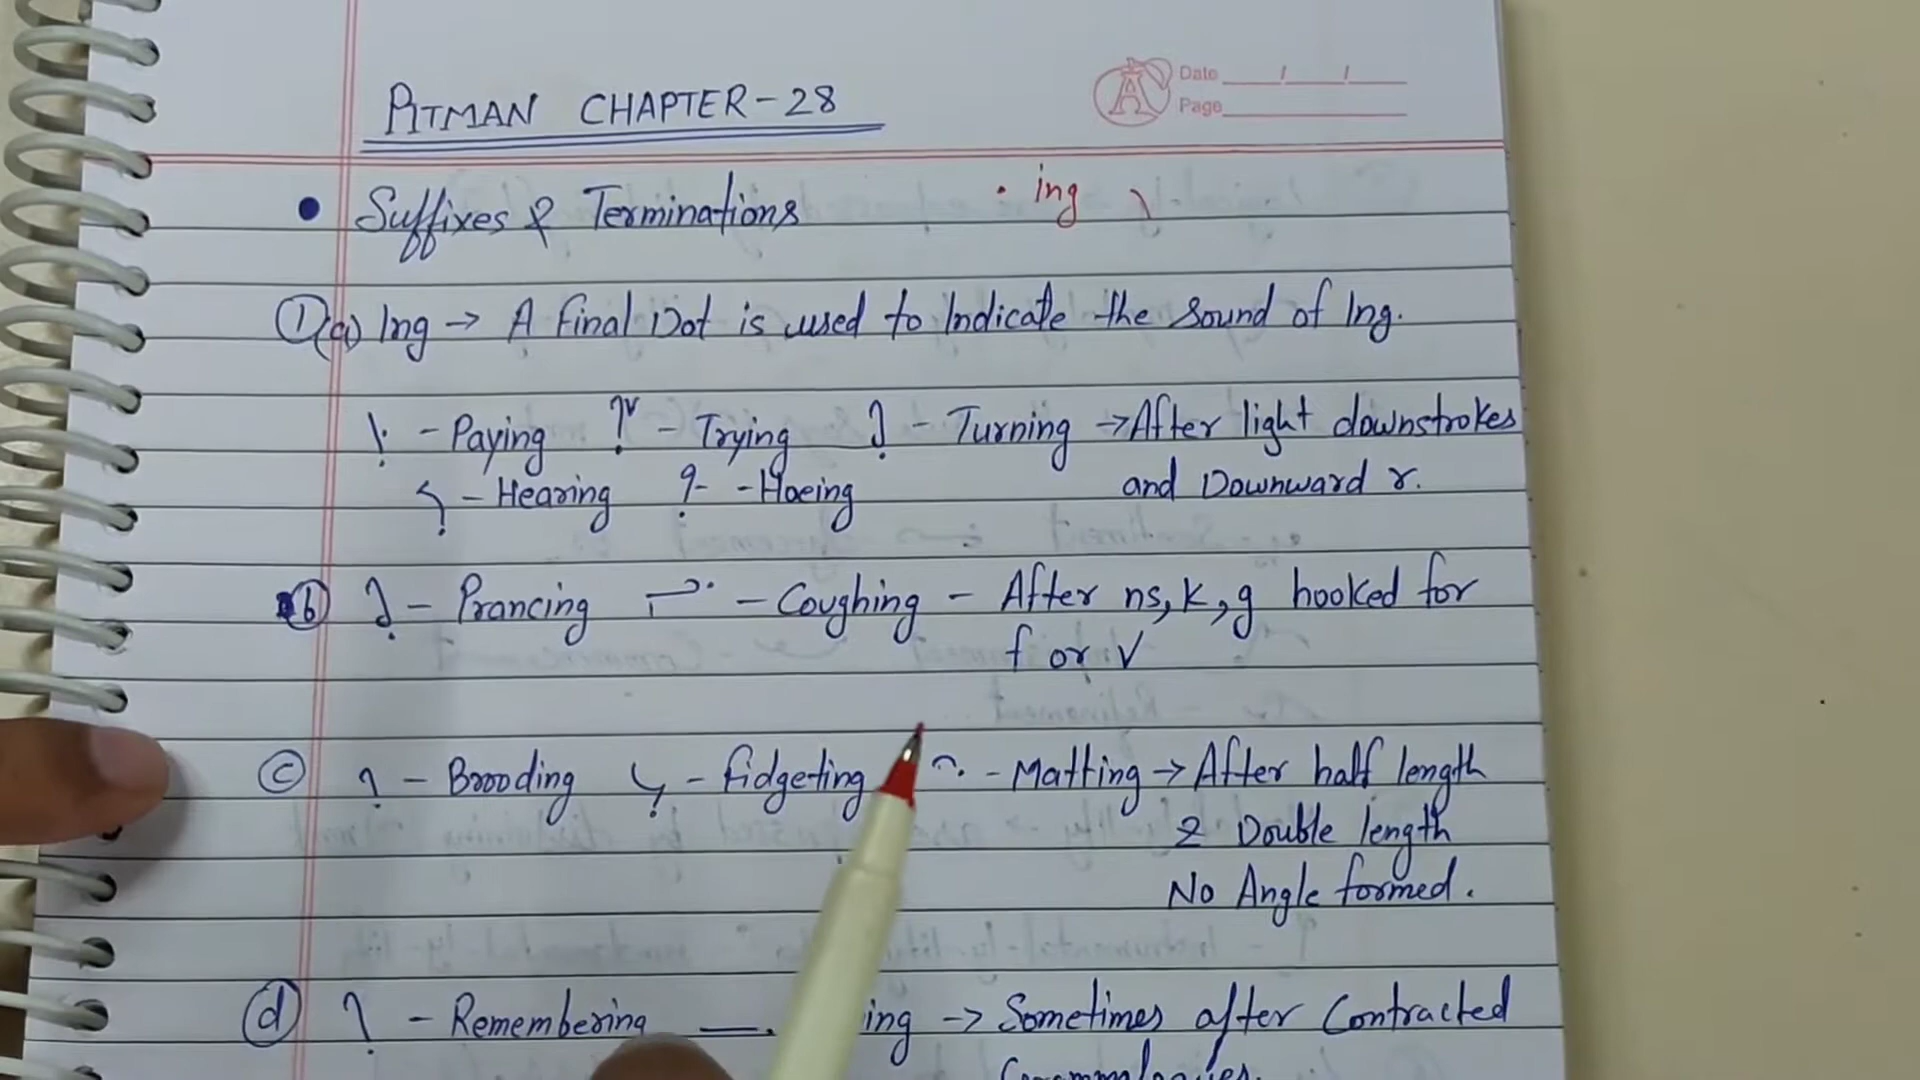 PITMAN CHAPTER-28
Date / /
Page
• Suffixes & Terminations . ing
① (a) Ing → A final Dot is used to Indicate the sound of Ing.
- Paying - Trying - Turning → After light downstrokes
- Hearing - Hoeing and Downward r.
ⓑ - Prancing - Coughing - After ns, k, g hooked for
f or v
ⓒ - Brooding - fidgeting - Matting → After half length
& Double length
No Angle formed.
ⓓ - Remembering ing → Sometimes after Contracted